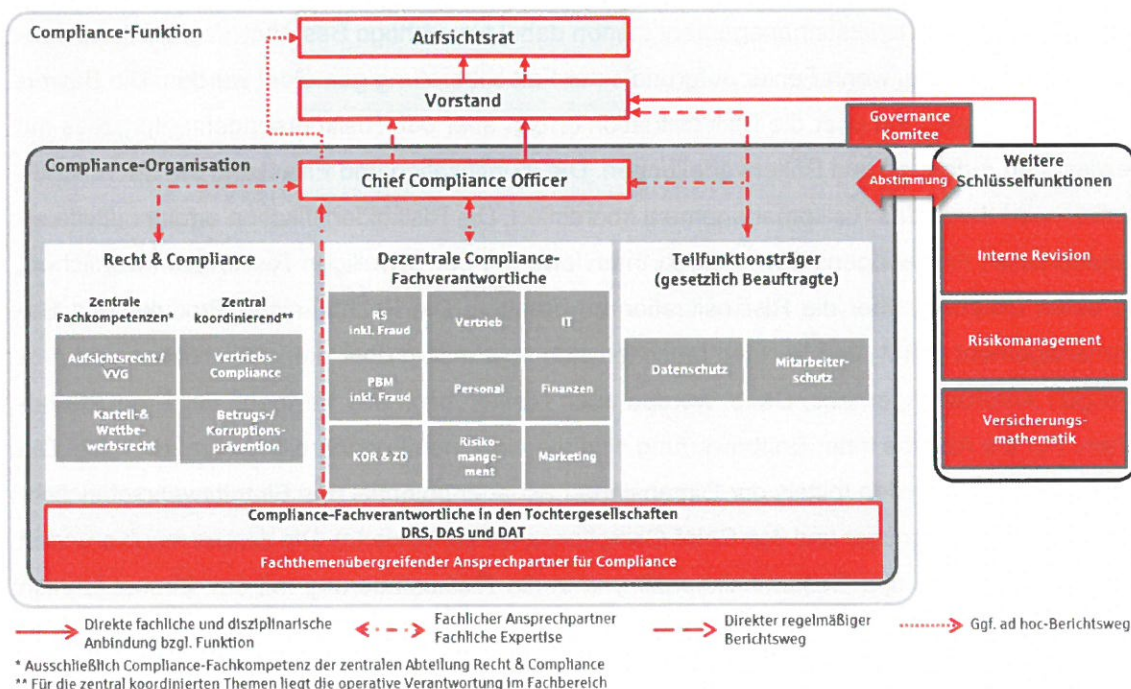 Compliance-Funktion
Aufsichtsrat
Vorstand
Governance
Komitee
Compliance-Organisation
Chief Compliance Officer
Abstimmung
Weitere
Schlüsselfunktionen
Interne Revision
Risikomanagement
Versicherungs-
mathematik
Recht & Compliance
Zentrale
Fachkompetenzen*
Zentral
koordinierend**
Aufsichtsrecht /
VVG
Vertriebs-
Compliance
Kartell-&
Wettbe-
werbsrecht
Betrugs-/
Korruptions-
prävention
Dezentrale Compliance-
Fachverantwortliche
RS
inkl. Fraud
Vertrieb
IT
PBM
inkl. Fraud
Personal
Finanzen
KOR & ZD
Risiko-
mange-
ment
Marketing
Teilfunktionsträger
(gesetzlich Beauftragte)
Datenschutz
Mitarbeiter-
schutz
Compliance-Fachverantwortliche in den Tochtergesellschaften
DRS, DAS und DAT
Fachthemenübergreifender Ansprechpartner für Compliance
Direkte fachliche und disziplinarische
Anbindung bzgl. Funktion
Fachlicher Ansprechpartner
Fachliche Expertise
Direkter regelmäßiger
Berichtsweg
Ggf. ad hoc-Berichtsweg
* Ausschließlich Compliance-Fachkompetenz der zentralen Abteilung Recht & Compliance
** Für die zentral koordinierten Themen liegt die operative Verantwortung im Fachbereich